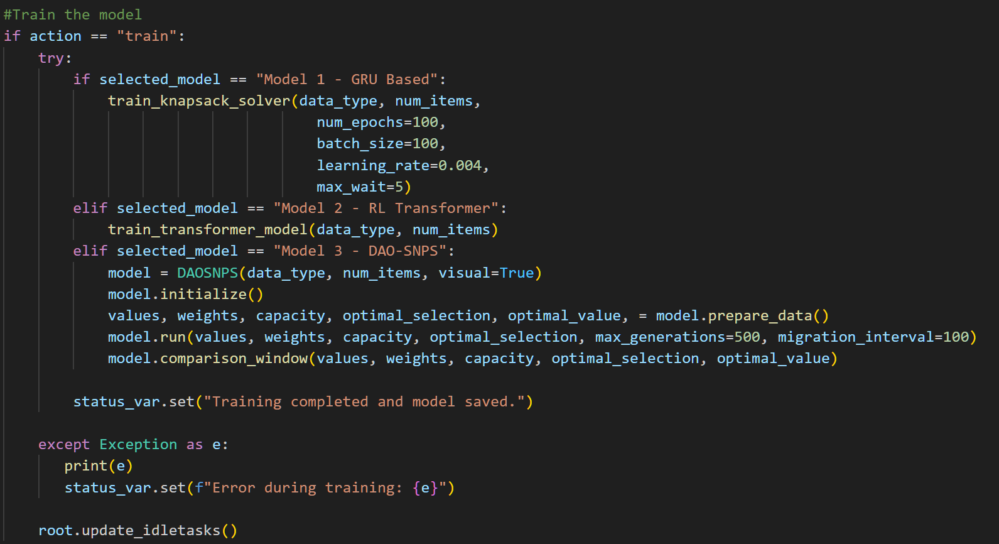 #Train the model
if action == "train":
    try:
        if selected_model == "Model 1 - GRU Based":
            train_knapsack_solver(data_type, num_items,
                                    num_epochs=100,
                                    batch_size=100,
                                    learning_rate=0.004,
                                    max_wait=5)
        elif selected_model == "Model 2 - RL Transformer":
            train_transformer_model(data_type, num_items)
        elif selected_model == "Model 3 - DAO-SNPS":
            model = DAOSNPS(data_type, num_items, visual=True)
            model.initialize()
            values, weights, capacity, optimal_selection, optimal_value, = model.prepare_data()
            model.run(values, weights, capacity, optimal_selection, max_generations=500, migration_interval=100)
            model.comparison_window(values, weights, capacity, optimal_selection, optimal_value)

        status_var.set("Training completed and model saved.")

    except Exception as e:
       print(e)
       status_var.set(f"Error during training: {e}")

    root.update_idletasks()